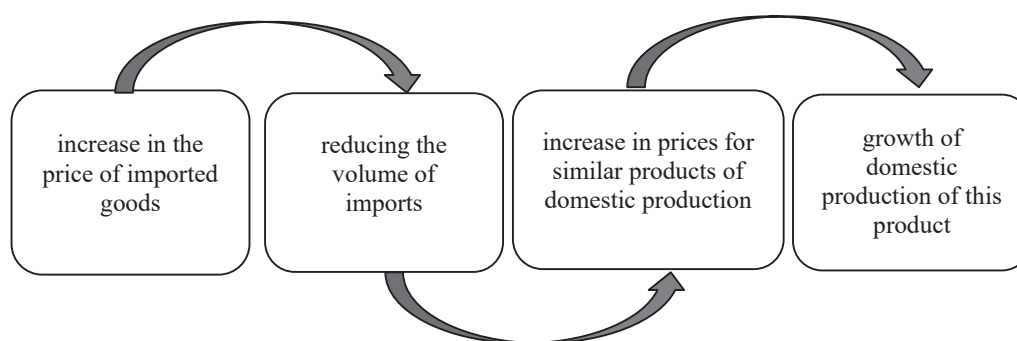 increase in the
price of imported
goods
reducing the
volume of
imports
increase in prices for
similar products of
domestic production
growth of
domestic
production of this
product